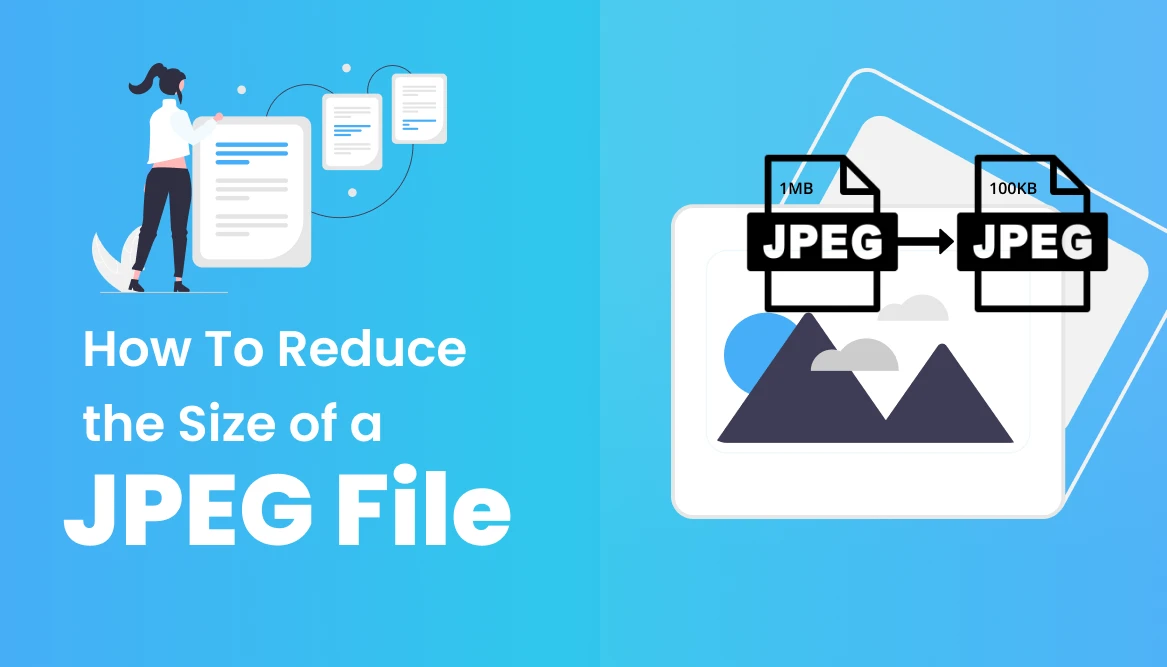 How To Reduce
the Size of a
JPEG File
1MB
JPEG
100KB
JPEG